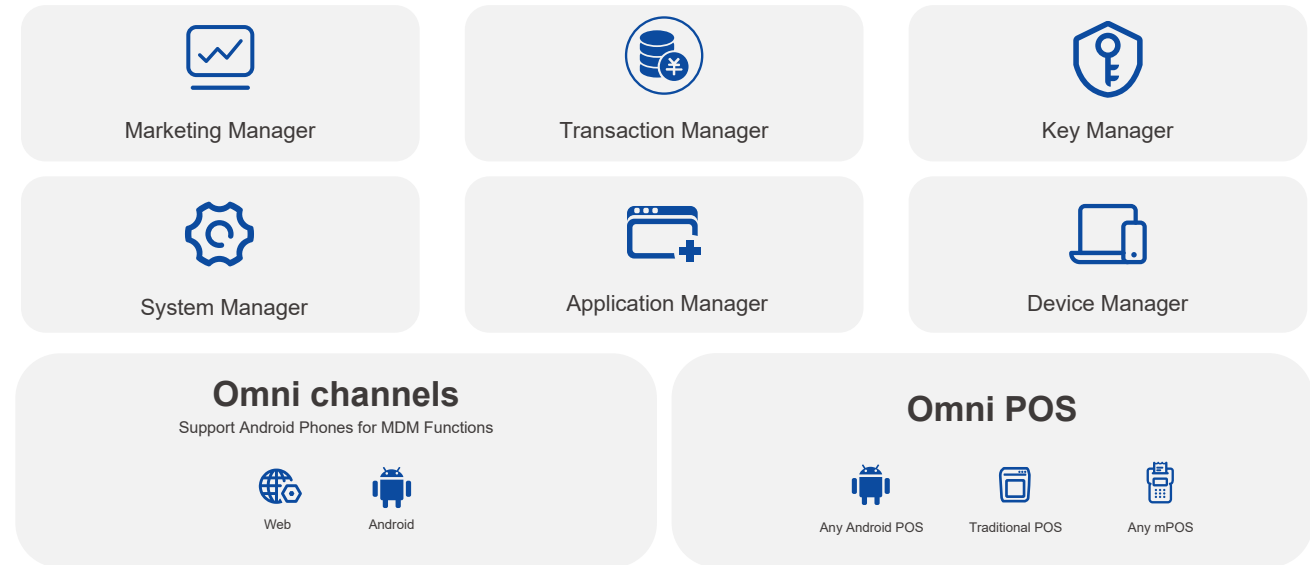 Marketing Manager
Transaction Manager
Key Manager
System Manager
Application Manager
Device Manager
Omni channels
Support Android Phones for MDM Functions
Web
Android
Omni POS
Any Android POS
Traditional POS
Any mPOS